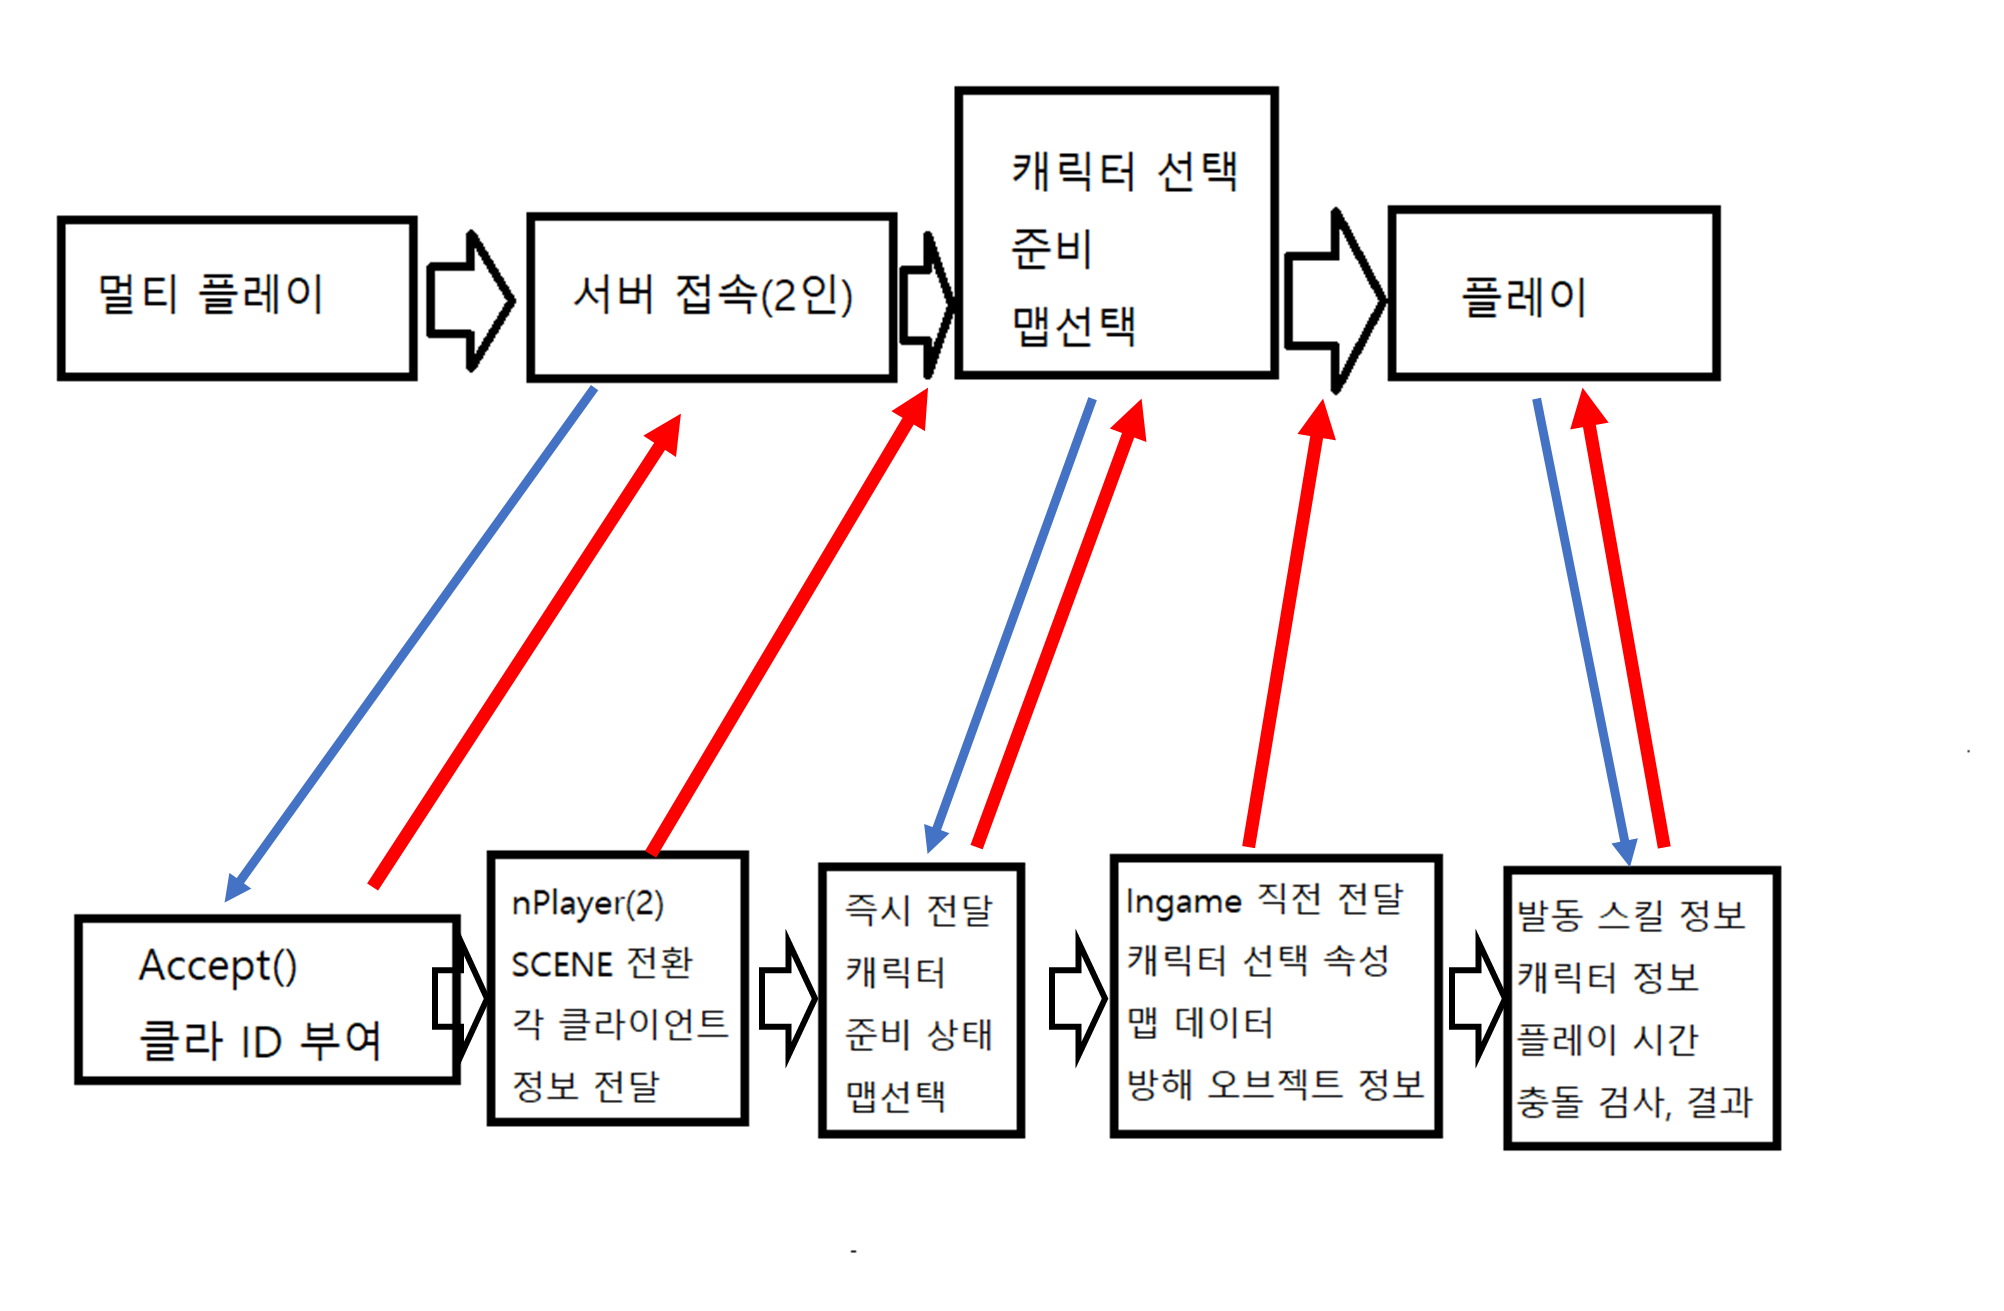 멀티 플레이
서버 접속(2인)
캐릭터 선택
준비
맵선택
플레이
Accept()
클라 ID 부여
nPlayer(2)
SCENE 전환
각 클라이언트
정보 전달
즉시 전달
캐릭터
준비 상태
맵선택
Ingame 직전 전달
캐릭터 선택 속성
맵 데이터
방해 오브젝트 정보
발동 스킬 정보
캐릭터 정보
플레이 시간
충돌 검사, 결과